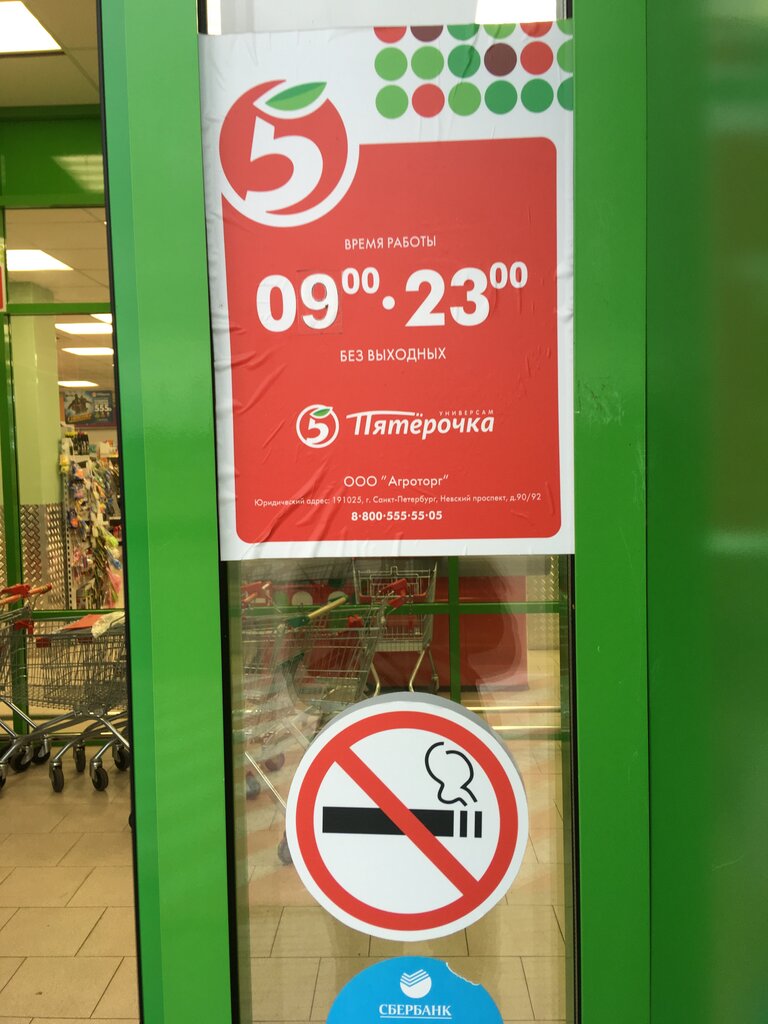 5
ВРЕМЯ РАБОТЫ
09⁰⁰·23⁰⁰
БЕЗ ВЫХОДНЫХ
5 УНИВЕРСАМ
Пятёрочка
ООО "Агроторг"
Юридический адрес: 191025, г. Санкт-Петербург, Невский проспект, д.90/92
8-800-555-55-05
СБЕРБАНК